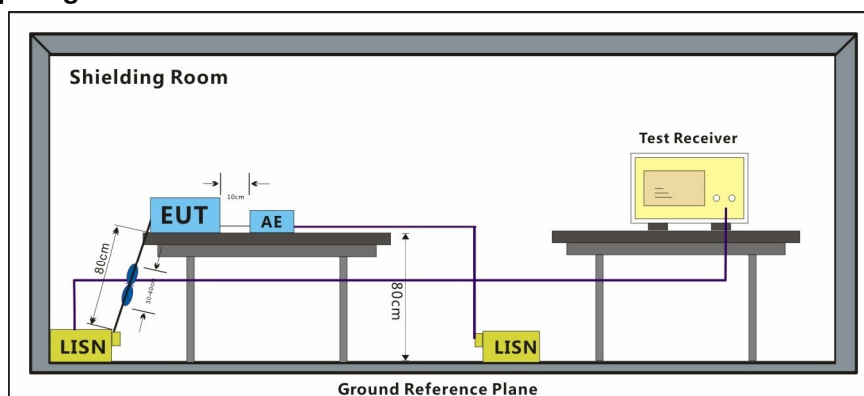 Shielding Room
Test Receiver
10cm
EUT
AE
80cm
30-40cm
80cm
LISN
LISN
Ground Reference Plane